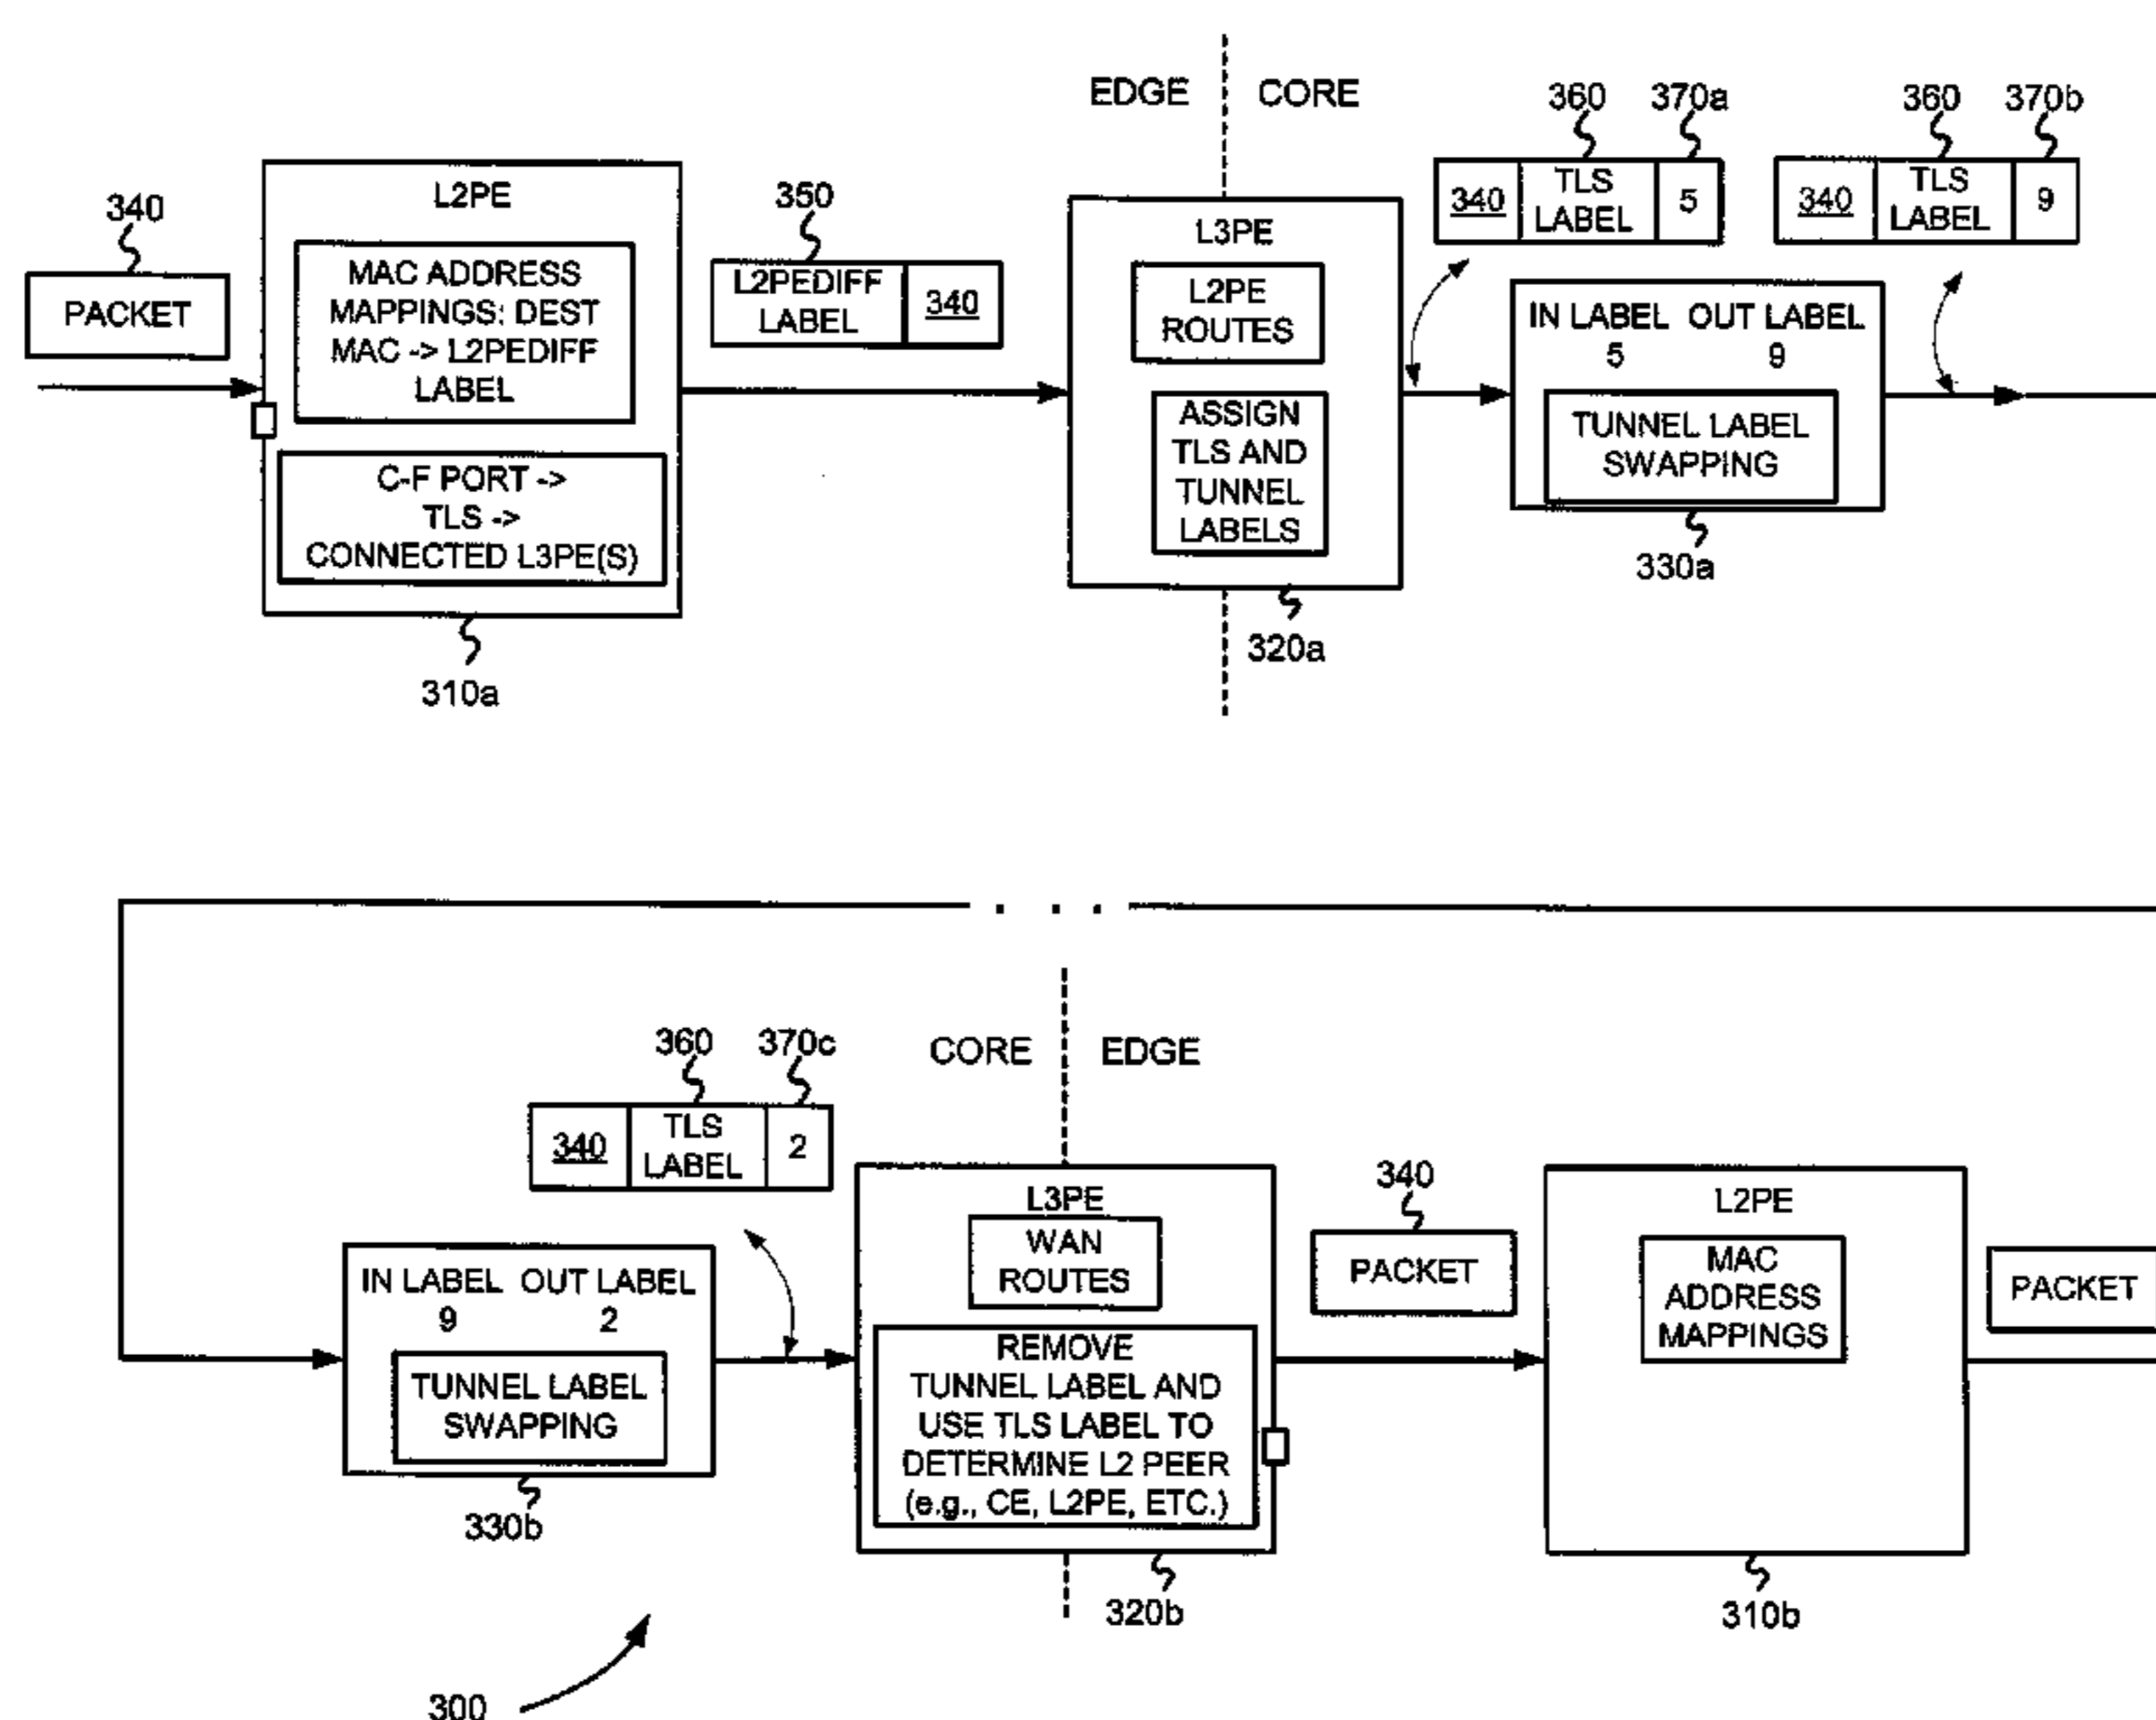 EDGE CORE
340
PACKET
L2PE
MAC ADDRESS
MAPPINGS: DEST
MAC -> L2PEDIFF
LABEL
C-F PORT ->
TLS ->
CONNECTED L3PE(S)
310a
350
L2PEDIFF
LABEL
340
L3PE
L2PE
ROUTES
ASSIGN
TLS AND
TUNNEL
LABELS
320a
360 370a
340
TLS
LABEL
5
360 370b
340
TLS
LABEL
9
IN LABEL OUT LABEL
5 9
TUNNEL LABEL
SWAPPING
330a
CORE EDGE
360 370c
340
TLS
LABEL
2
IN LABEL OUT LABEL
9 2
TUNNEL LABEL
SWAPPING
330b
L3PE
WAN
ROUTES
REMOVE
TUNNEL LABEL AND
USE TLS LABEL TO
DETERMINE L2 PEER
(e.g., CE, L2PE, ETC.)
320b
340
PACKET
L2PE
MAC
ADDRESS
MAPPINGS
310b
PACKET
300